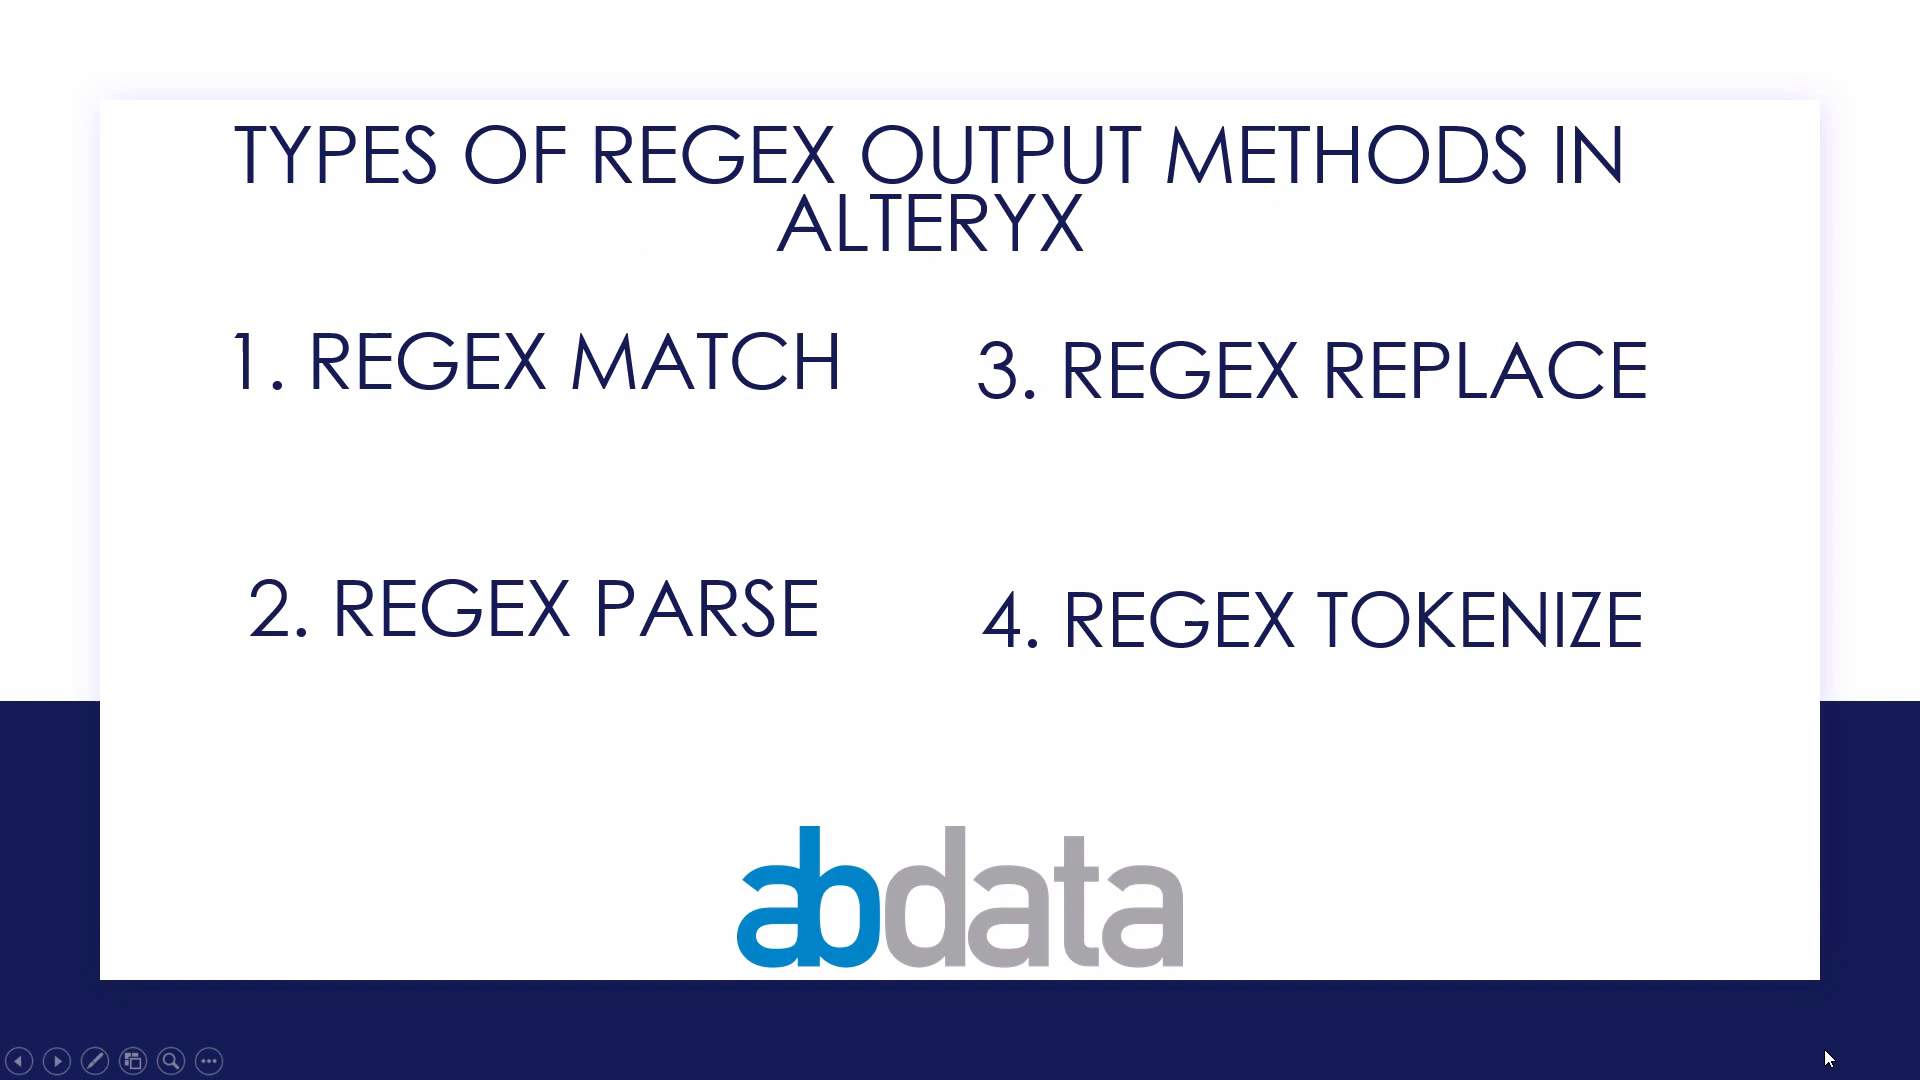 TYPES OF REGEX OUTPUT METHODS IN
ALTERYX
1. REGEX MATCH
2. REGEX PARSE
3. REGEX REPLACE
4. REGEX TOKENIZE
abdata